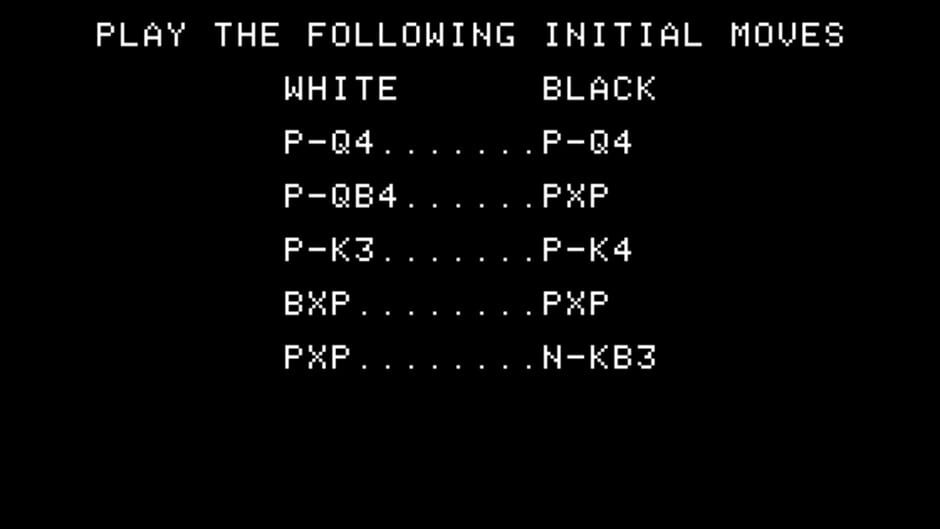 PLAY THE FOLLOWING INITIAL MOVES
WHITE BLACK
P-Q4.......P-Q4
P-QB4......PXP
P-K3.......P-K4
BXP........PXP
PXP........N-KB3